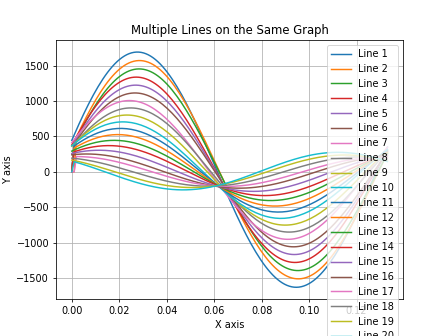 Multiple Lines on the Same Graph
Y axis
1500
1000
500
0
−500
−1000
−1500
0.00
0.02
0.04
0.06
0.08
0.10
X axis
Line 1
Line 2
Line 3
Line 4
Line 5
Line 6
Line 7
Line 8
Line 9
Line 10
Line 11
Line 12
Line 13
Line 14
Line 15
Line 16
Line 17
Line 18
Line 19
Line 20